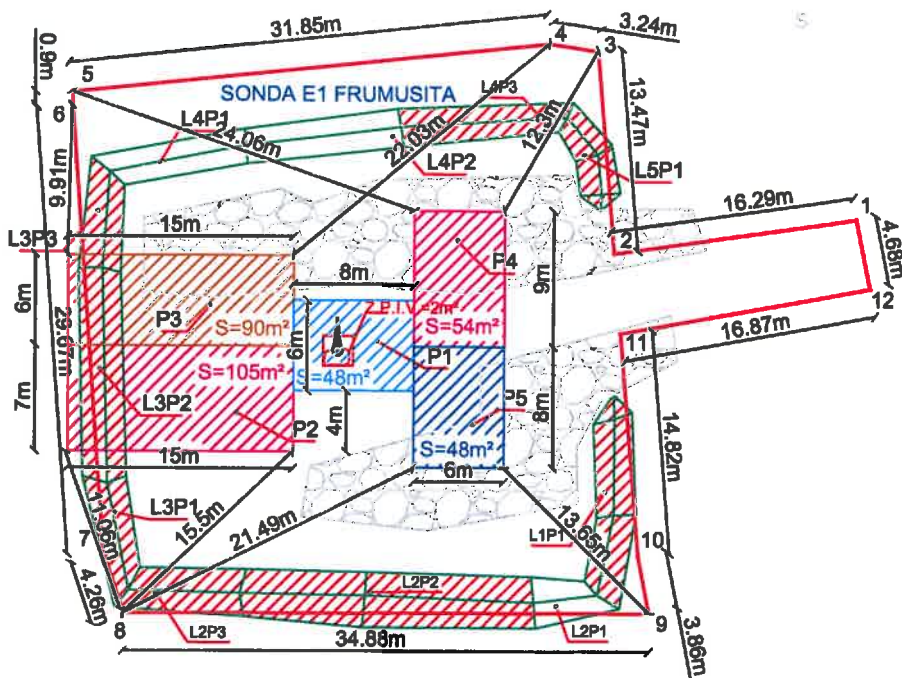 31.85m
4
3.24m
3
0.9m
5
6
SONDA E1 FRUMUSITA
L4P3
13.47m
L4P1
24.06m
22.03m
L4P2
12.3m
L5P1
9.91m
15m
16.29m
1
4.68m
L3P3
2
P4
8m
9m
12
6m
P3
S=90m²
P.I.V.=2m²
S=54m²
16.87m
6m
P1
11
S=105m²
S=48m²
7m
L3P2
P2
4m
P5
8m
S=48m²
15m
6m
14.82m
11.06m
L3P1
15.5m
21.49m
13.65m
L1P1
7
10
4.26m
L2P2
8
L2P3
34.88m
L2P1
9
3.86m